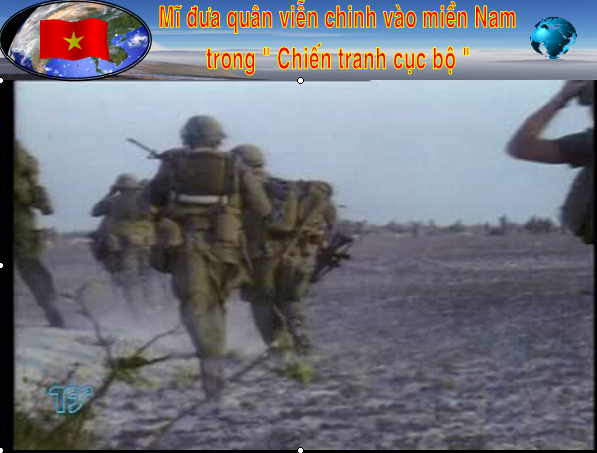 Mĩ đưa quân viễn chinh vào miền Nam
trong " Chiến tranh cục bộ "